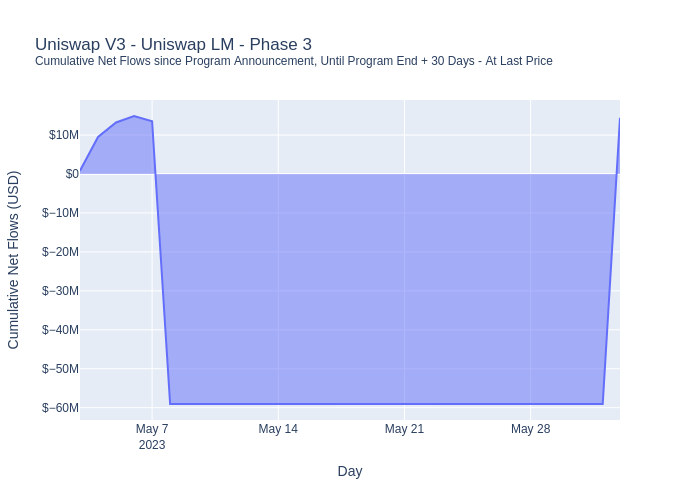 Uniswap V3 - Uniswap LM - Phase 3
Cumulative Net Flows since Program Announcement, Until Program End + 30 Days - At Last Price
Cumulative Net Flows (USD)
$10M
$0
$−10M
$−20M
$−30M
$−40M
$−50M
$−60M
May 7
2023
May 14
May 21
May 28
Day